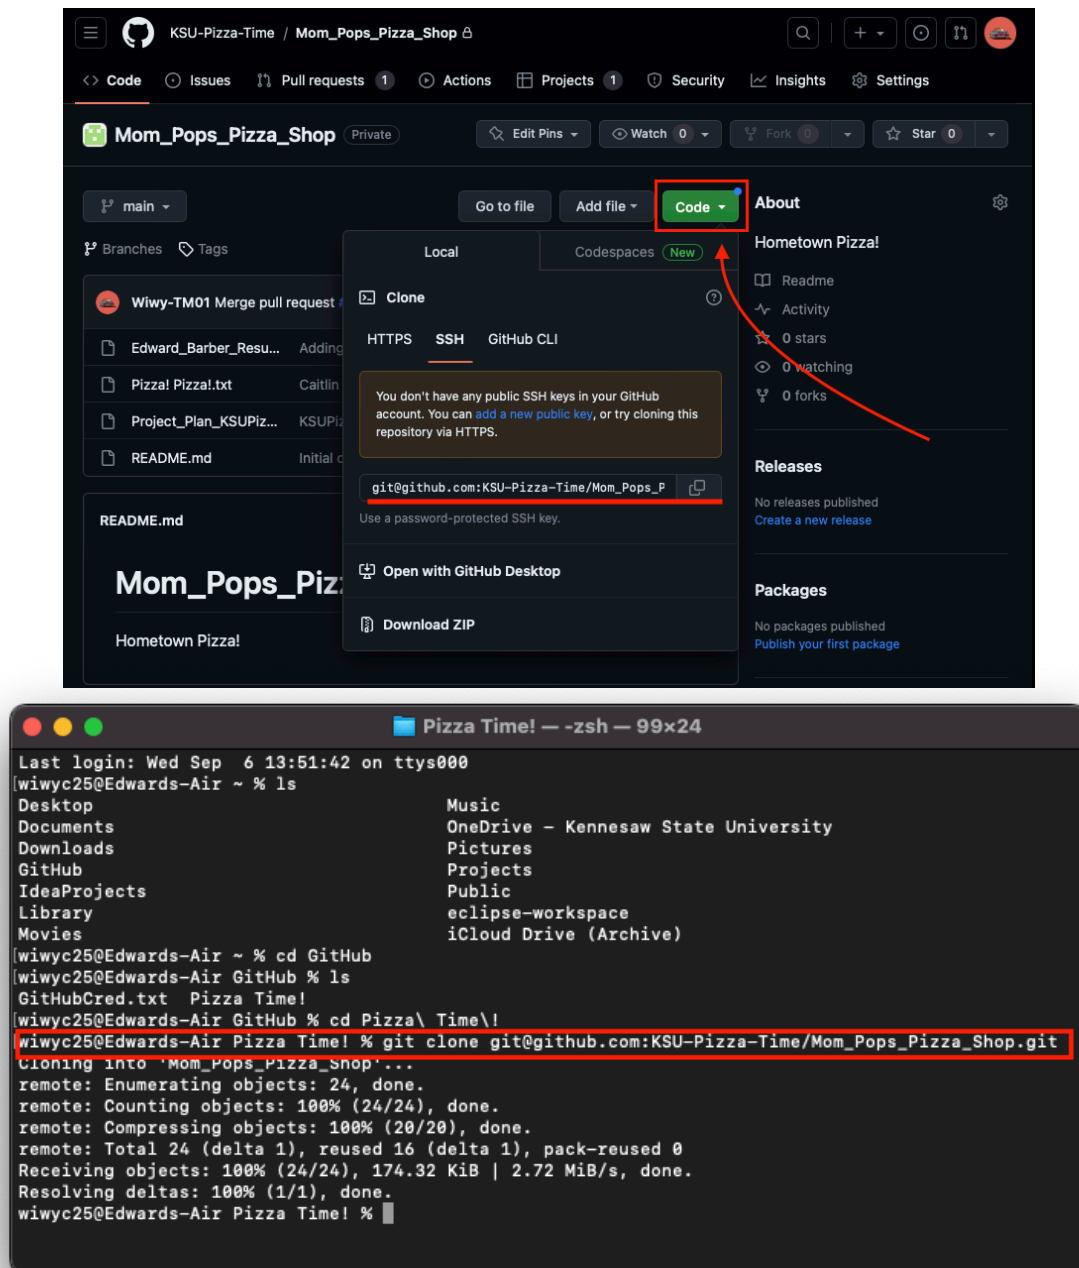 KSU-Pizza-Time / Mom_Pops_Pizza_Shop
Code Issues Pull requests 1 Actions Projects 1 Security Insights Settings
Mom_Pops_Pizza_Shop Private Edit Pins Watch 0 Fork 0 Star 0
main Go to file Add file Code About
Branches Tags Local Codespaces New Hometown Pizza!
Readme
Wiwy-TM01 Merge pull request Clone Activity
HTTPS SSH GitHub CLI 0 stars
Edward_Barber_Resu... Adding 0 watching
Pizza! Pizza!.txt Caitlin You don't have any public SSH keys in your GitHub 0 forks
account. You can add a new public key, or try cloning this
Project_Plan_KSUPiz... KSUPiz repository via HTTPS.
README.md Initial Releases
git@github.com:KSU-Pizza-Time/Mom_Pops_P No releases published
README.md Use a password-protected SSH key. Create a new release
Mom_Pops_Piz Open with GitHub Desktop Packages
Hometown Pizza! Download ZIP No packages published
Publish your first package
Pizza Time! — -zsh — 99×24
Last login: Wed Sep 6 13:51:42 on ttys000
[wiwyc25@Edwards-Air ~ % ls
Desktop Music
Documents OneDrive - Kennesaw State University
Downloads Pictures
GitHub Projects
IdeaProjects Public
Library eclipse-workspace
Movies iCloud Drive (Archive)
[wiwyc25@Edwards-Air ~ % cd GitHub
[wiwyc25@Edwards-Air GitHub % ls
GitHubCred.txt Pizza Time!
[wiwyc25@Edwards-Air GitHub % cd Pizza\ Time\!
wiwyc25@Edwards-Air Pizza Time! % git clone git@github.com:KSU-Pizza-Time/Mom_Pops_Pizza_Shop.git
Cloning into 'Mom_Pops_Pizza_Shop'...
remote: Enumerating objects: 24, done.
remote: Counting objects: 100% (24/24), done.
remote: Compressing objects: 100% (20/20), done.
remote: Total 24 (delta 1), reused 16 (delta 1), pack-reused 0
Receiving objects: 100% (24/24), 174.32 KiB | 2.72 MiB/s, done.
Resolving deltas: 100% (1/1), done.
wiwyc25@Edwards-Air Pizza Time! %